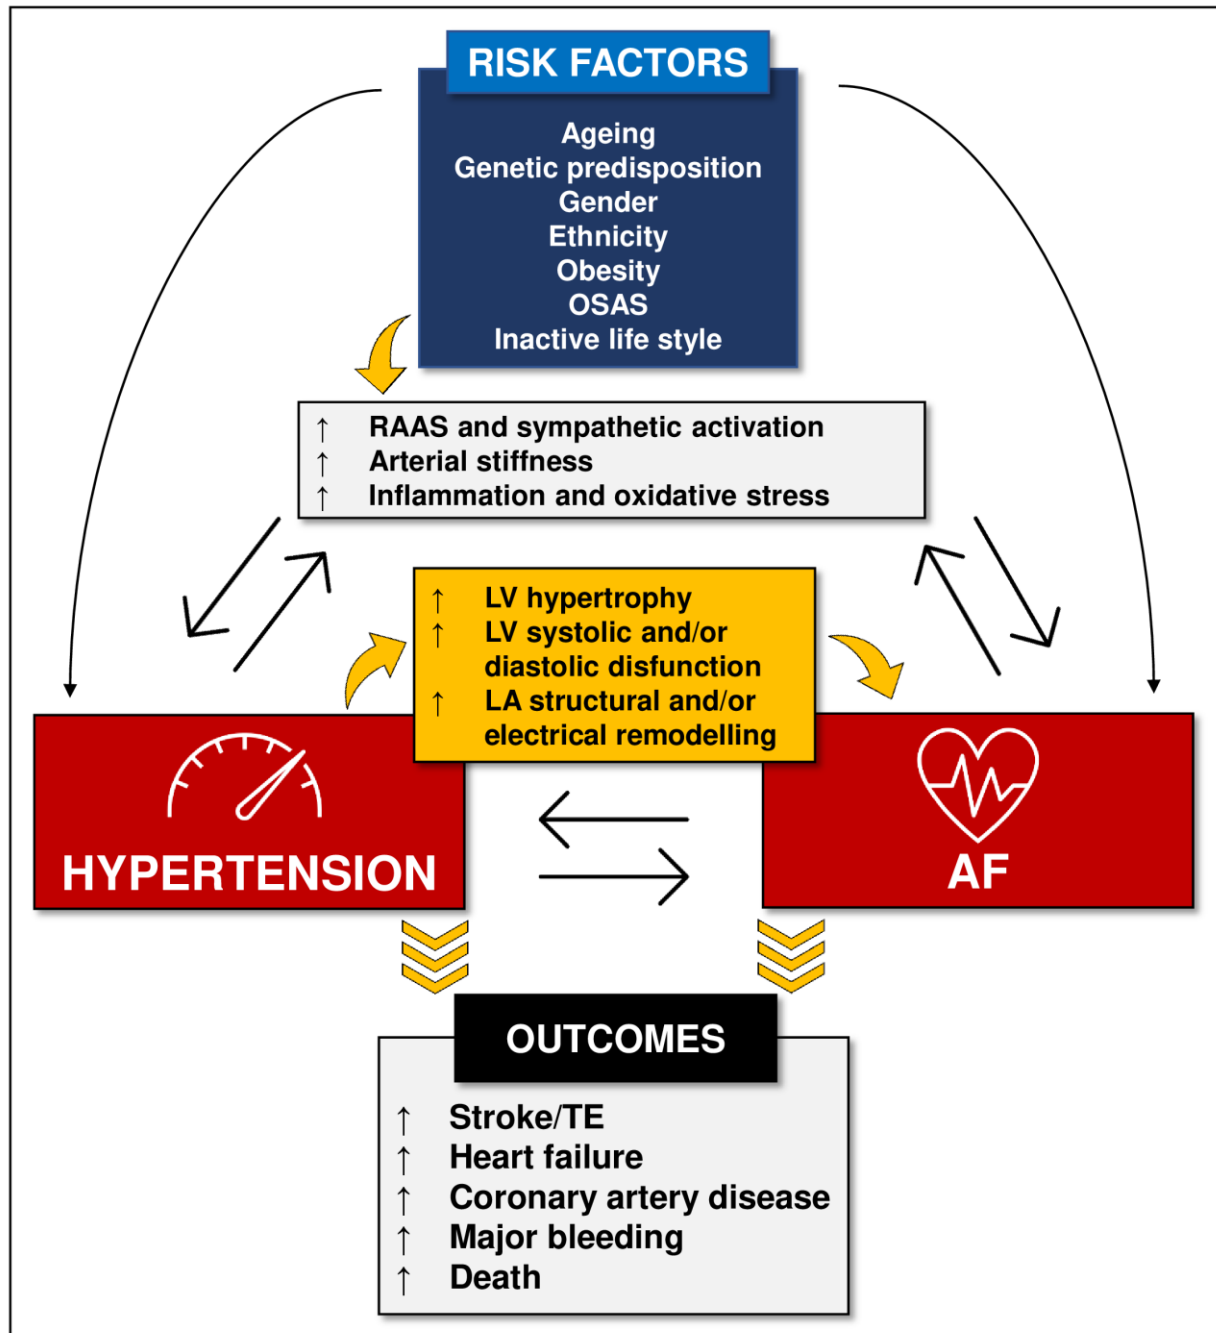 RISK FACTORS
Ageing
Genetic predisposition
Gender
Ethnicity
Obesity
OSAS
Inactive life style
↑ RAAS and sympathetic activation
↑ Arterial stiffness
↑ Inflammation and oxidative stress
↑ LV hypertrophy
↑ LV systolic and/or
diastolic disfunction
↑ LA structural and/or
electrical remodelling
HYPERTENSION
AF
OUTCOMES
↑ Stroke/TE
↑ Heart failure
↑ Coronary artery disease
↑ Major bleeding
↑ Death